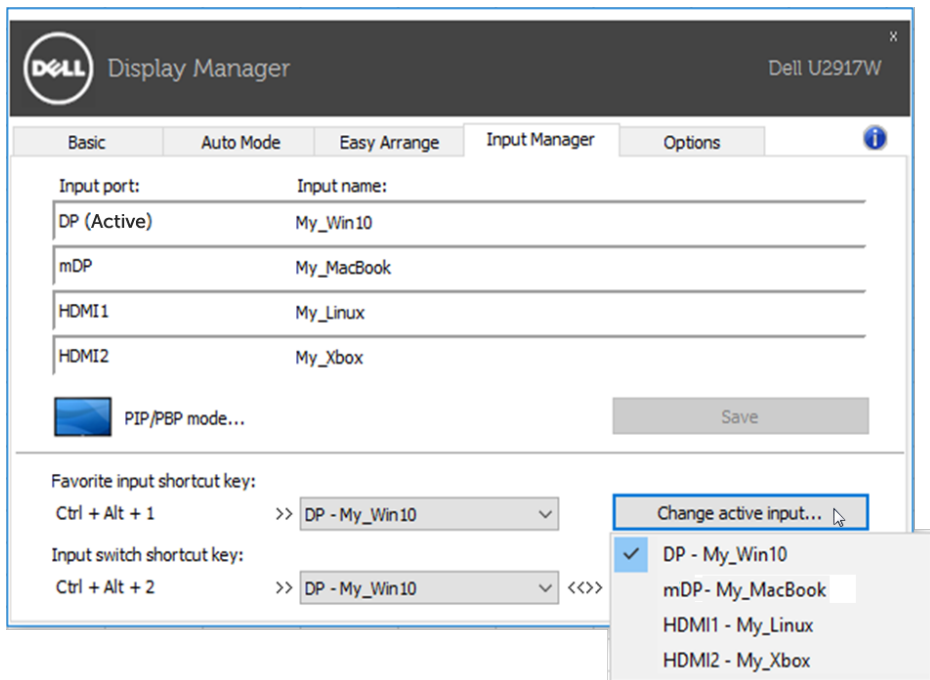 DELL Display Manager Dell U2917W x
Basic Auto Mode Easy Arrange Input Manager Options i
Input port: Input name:
DP (Active) My_Win10
mDP My_MacBook
HDMI1 My_Linux
HDMI2 My_Xbox
PIP/PBP mode... Save
Favorite input shortcut key:
Ctrl + Alt + 1 >> DP - My_Win10 Change active input...
Input switch shortcut key:
Ctrl + Alt + 2 >> DP - My_Win10 <<>>
DP - My_Win10
mDP- My_MacBook
HDMI1 - My_Linux
HDMI2 - My_Xbox